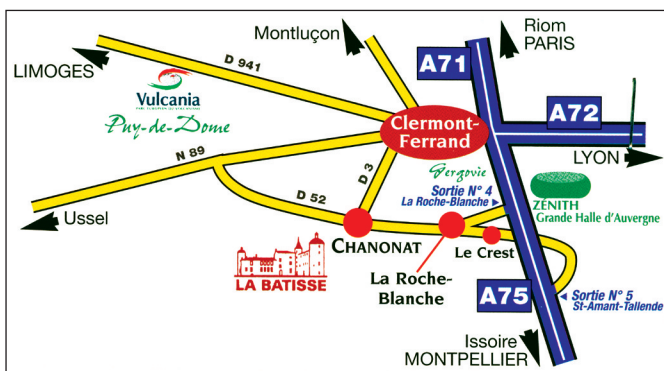 Montluçon
Riom
PARIS
D 941
LIMOGES
A71
Vulcania
Puy-de-Dome
A72
Clermont-
Ferrand
LYON
N 89
D 3
Gergovie
Sortie N° 4
La Roche-Blanche
ZÉNITH
Grande Halle d'Auvergne
D 52
Ussel
CHANONAT
Le Crest
LA BATISSE
La Roche-
Blanche
A75
Sortie N° 5
St-Amant-Tallende
Issoire
MONTPELLIER